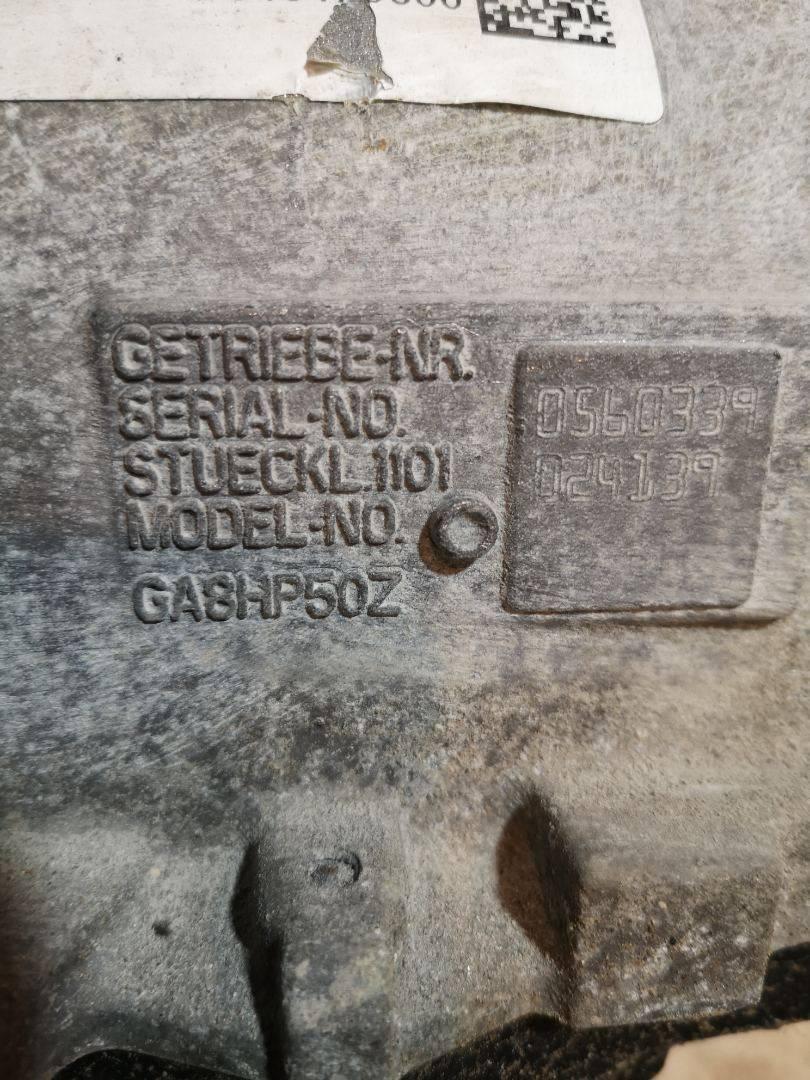 GETRIEBE-NR.
SERIAL-NO.
STUECKL.1101
MODEL-NO.
GA8HP50Z
0560339
024139